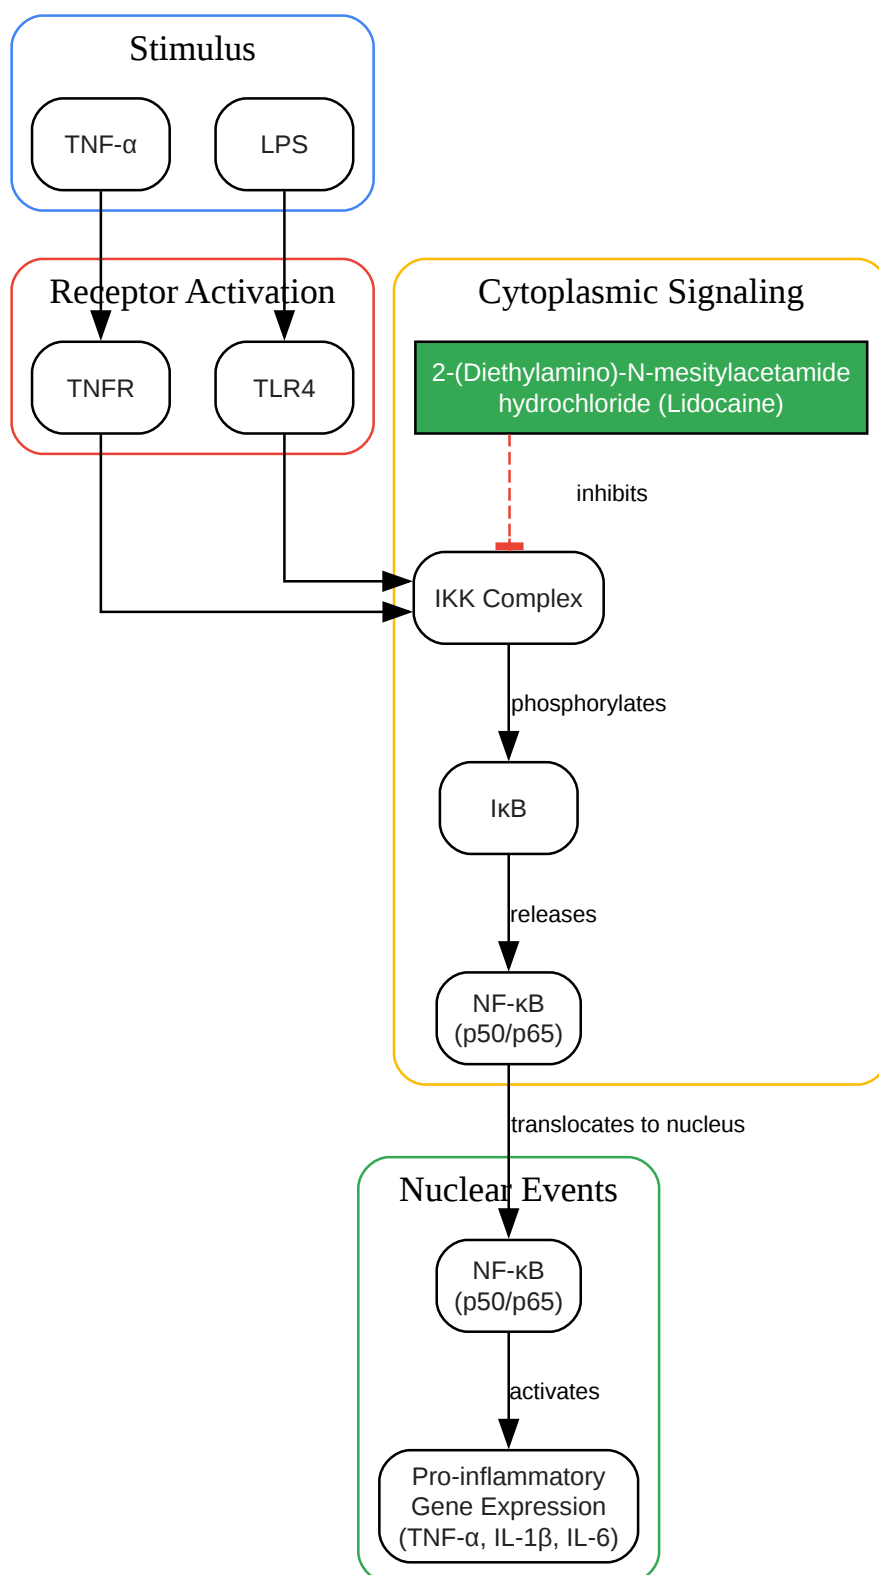 Stimulus
TNF-α
LPS
Receptor Activation
Cytoplasmic Signaling
TNFR
TLR4
2-(Diethylamino)-N-mesitylacetamide
hydrochloride (Lidocaine)
inhibits
IKK Complex
phosphorylates
IκB
releases
NF-κB
(p50/p65)
translocates to nucleus
Nuclear Events
NF-κB
(p50/p65)
activates
Pro-inflammatory
Gene Expression
(TNF-α, IL-1β, IL-6)